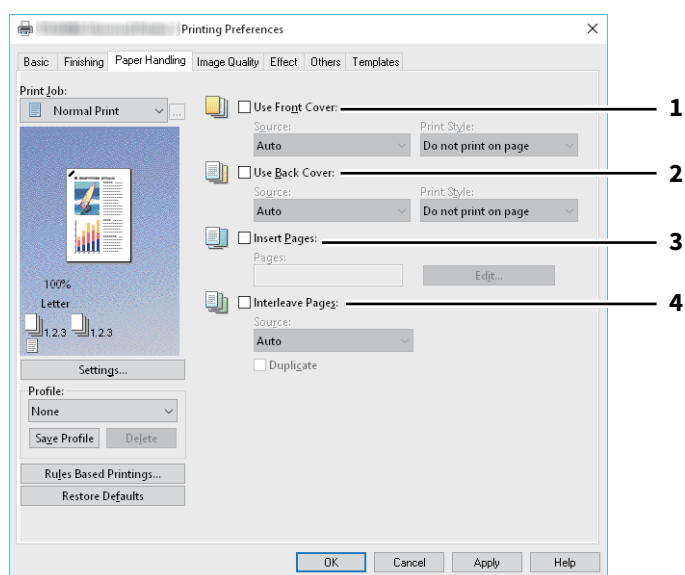 Printing Preferences
Basic Finishing Paper Handling Image Quality Effect Others Templates
Print Job:
Normal Print ...
100%
Letter
1.2.3 1.2.3
Settings...
Profile:
None
Save Profile Delete
Rules Based Printings...
Restore Defaults
Use Front Cover: 1
Source: Print Style:
Auto Do not print on page
Use Back Cover: 2
Source: Print Style:
Auto Do not print on page
Insert Pages: 3
Pages:
Edit...
Interleave Pages: 4
Source:
Auto
Duplicate
OK Cancel Apply Help